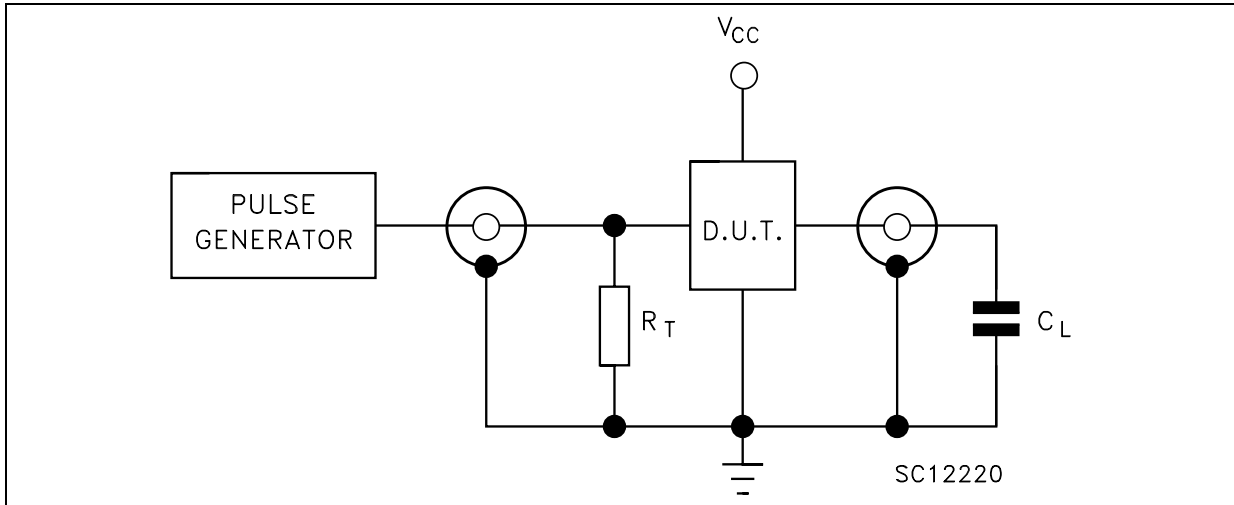 VCC
PULSE
GENERATOR
D.U.T.
RT
CL
SC12220